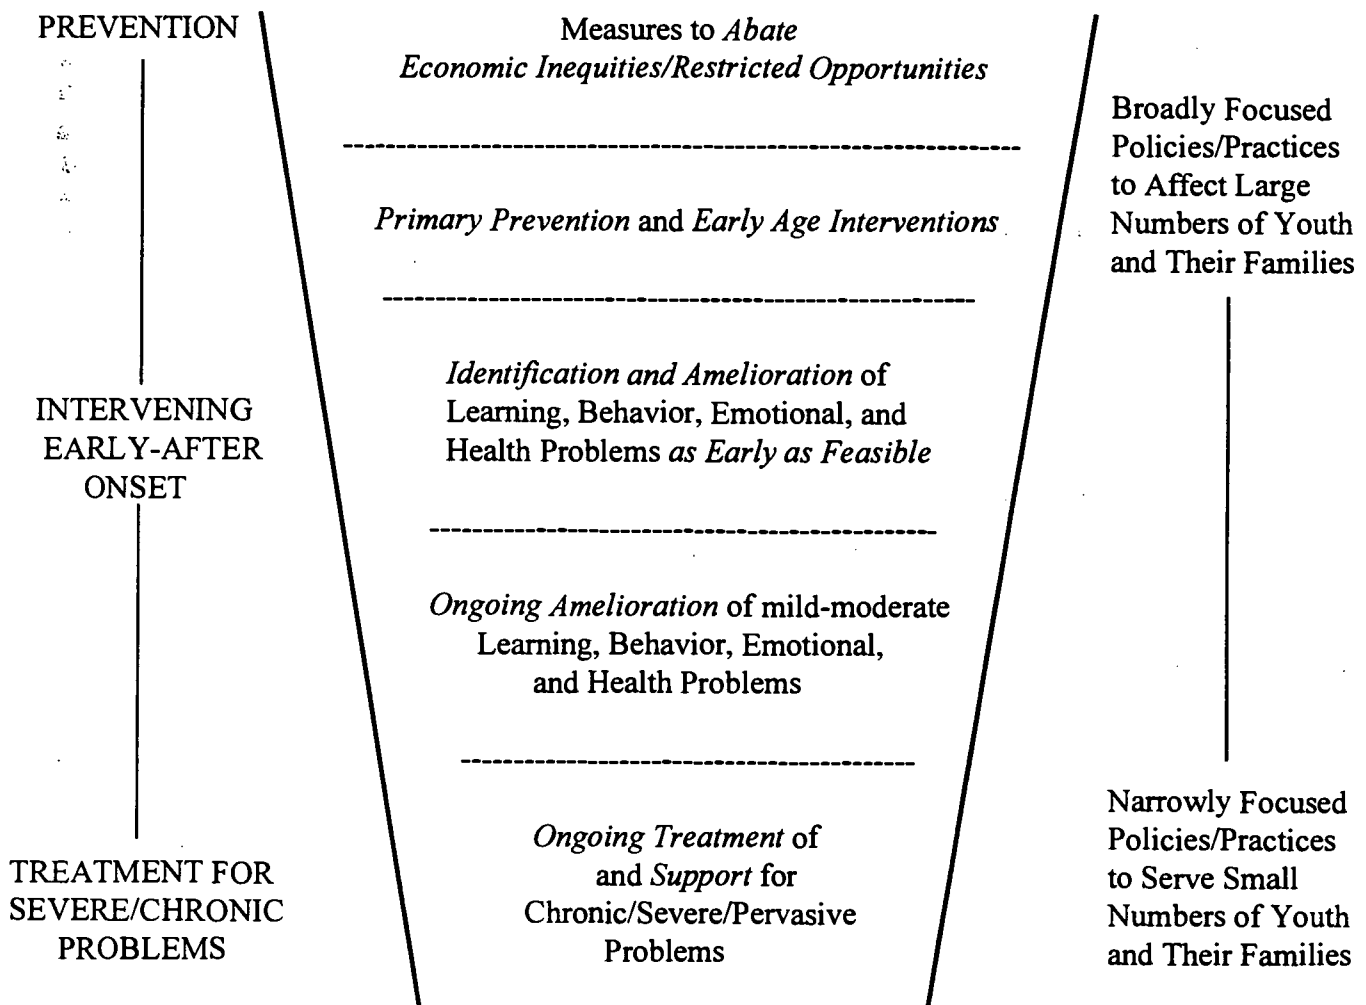 PREVENTION
INTERVENING
EARLY-AFTER
ONSET
TREATMENT FOR
SEVERE/CHRONIC
PROBLEMS
Measures to Abate
Economic Inequities/Restricted Opportunities
Primary Prevention and Early Age Interventions
Identification and Amelioration of
Learning, Behavior, Emotional, and
Health Problems as Early as Feasible
Ongoing Amelioration of mild-moderate
Learning, Behavior, Emotional,
and Health Problems
Ongoing Treatment of
and Support for
Chronic/Severe/Pervasive
Problems
Broadly Focused
Policies/Practices
to Affect Large
Numbers of Youth
and Their Families
Narrowly Focused
Policies/Practices
to Serve Small
Numbers of Youth
and Their Families